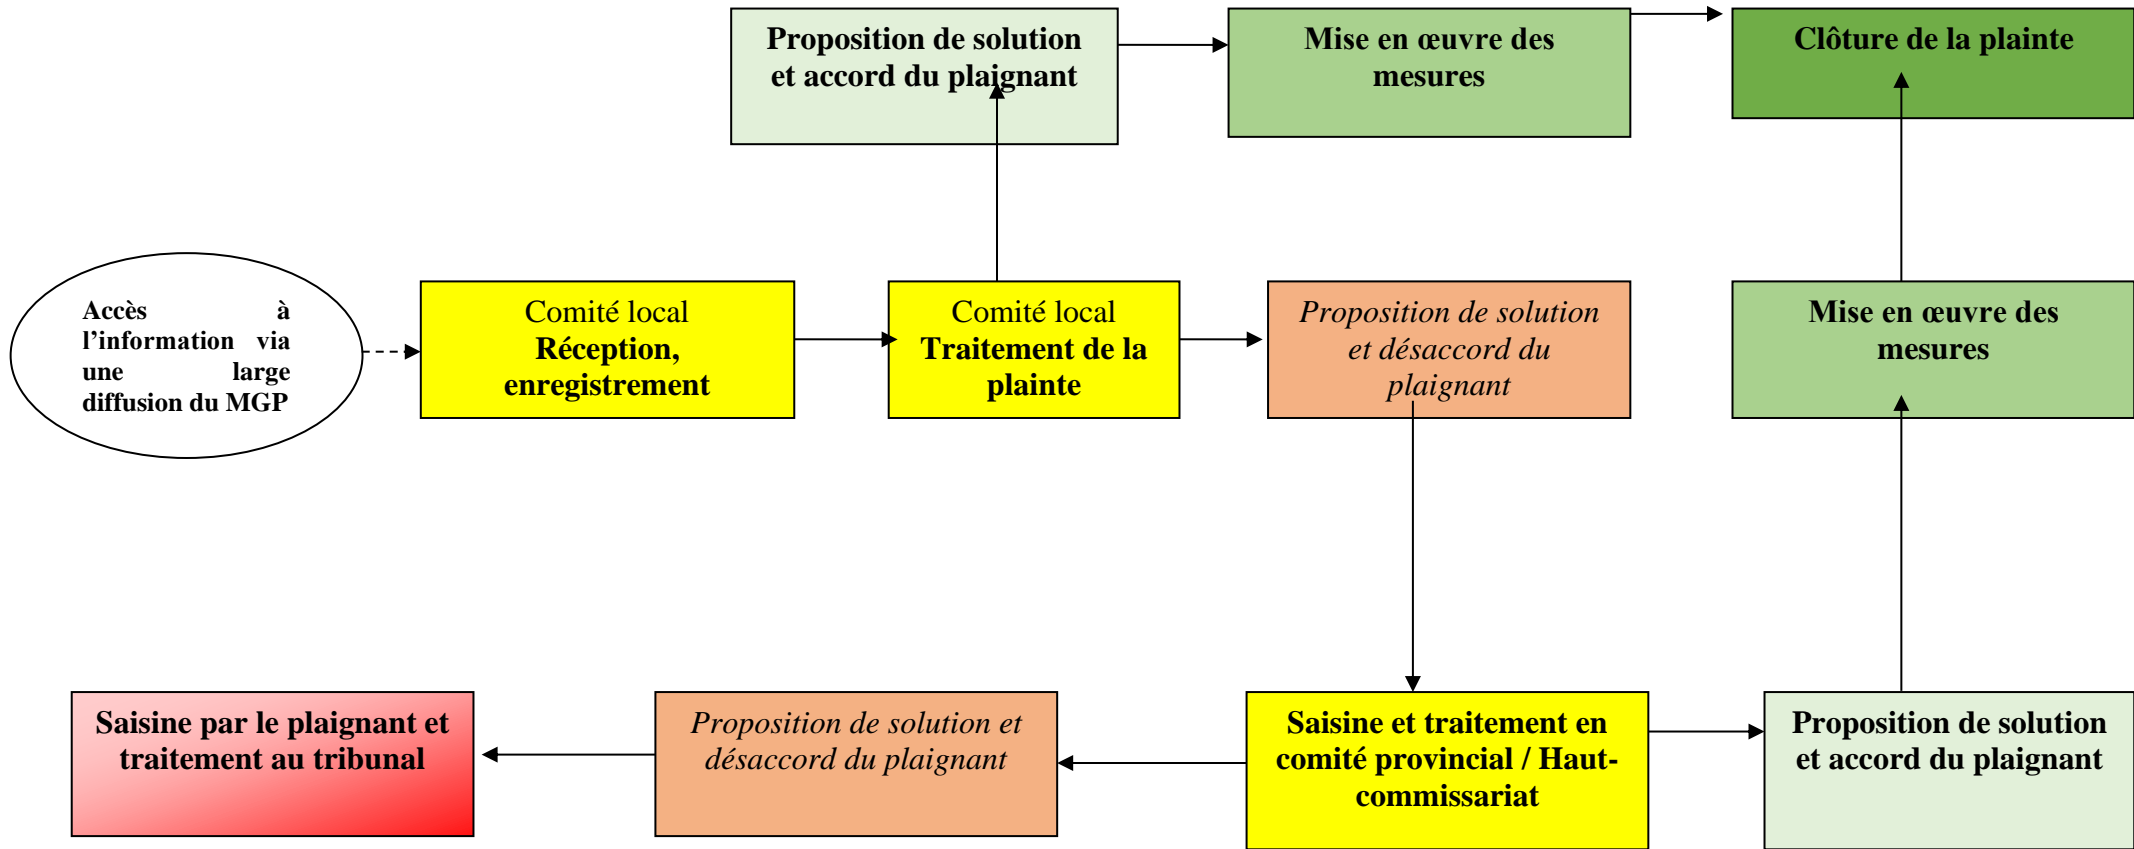 Proposition de solution
et accord du plaignant
Mise en œuvre des
mesures
Clôture de la plainte
Accès à
l’information via
une large
diffusion du MGP
Comité local
Réception,
enregistrement
Comité local
Traitement de la
plainte
Proposition de solution
et désaccord du
plaignant
Mise en œuvre des
mesures
Saisine par le plaignant et
traitement au tribunal
Proposition de solution et
désaccord du plaignant
Saisine et traitement en
comité provincial / Haut-
commissariat
Proposition de solution
et accord du plaignant